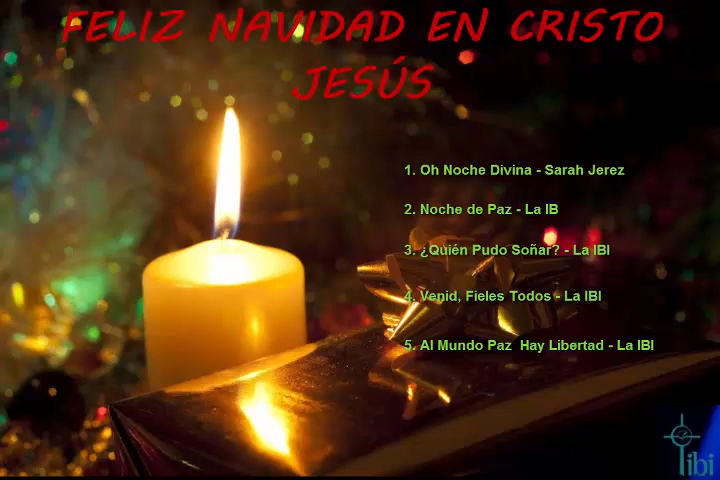 FELIZ NAVIDAD EN CRISTO
JESÚS
1. Oh Noche Divina - Sarah Jerez
2. Noche de Paz - La IB
3. ¿Quién Pudo Soñar? - La IBI
4. Venid, Fieles Todos - La IBI
5. Al Mundo Paz  Hay Libertad - La IBI
ibi